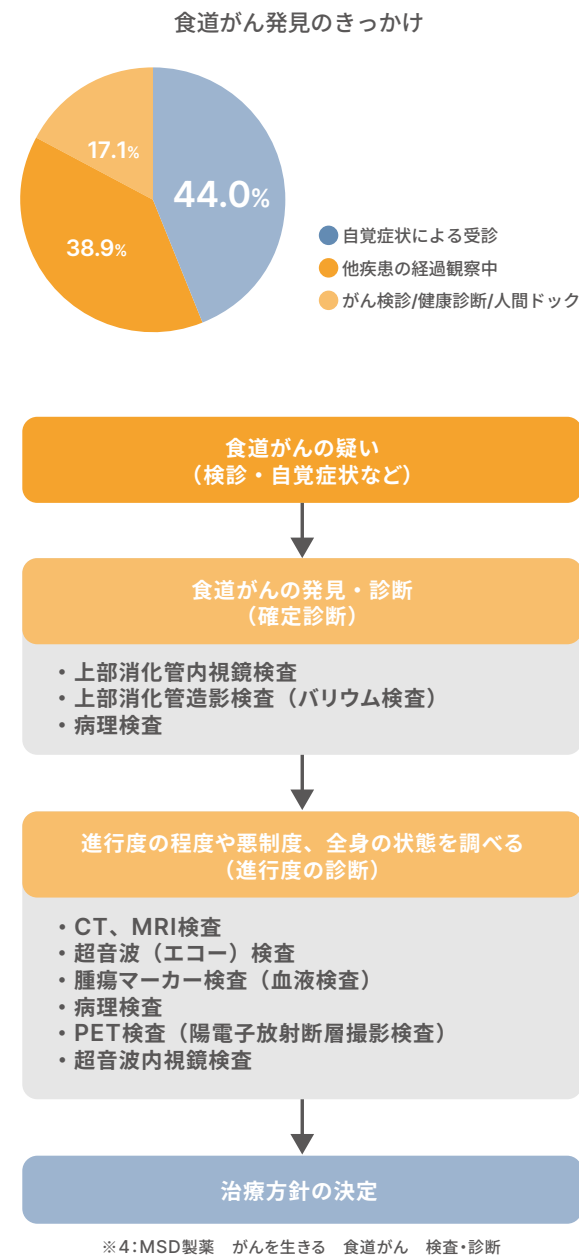 食道がん発見のきっかけ
17.1%
44.0%
38.9%
自覚症状による受診
他疾患の経過観察中
がん検診/健康診断/人間ドック
食道がんの疑い
（検診・自覚症状など）
食道がんの発見・診断
（確定診断）
・上部消化管内視鏡検査
・上部消化管造影検査（バリウム検査）
・病理検査
進行度の程度や悪制度、全身の状態を調べる
（進行度の診断）
・CT、MRI検査
・超音波（エコー）検査
・腫瘍マーカー検査（血液検査）
・病理検査
・PET検査（陽電子放射断層撮影検査）
・超音波内視鏡検査
治療方針の決定
※4：MSD製薬　がんを生きる　食道がん　検査・診断